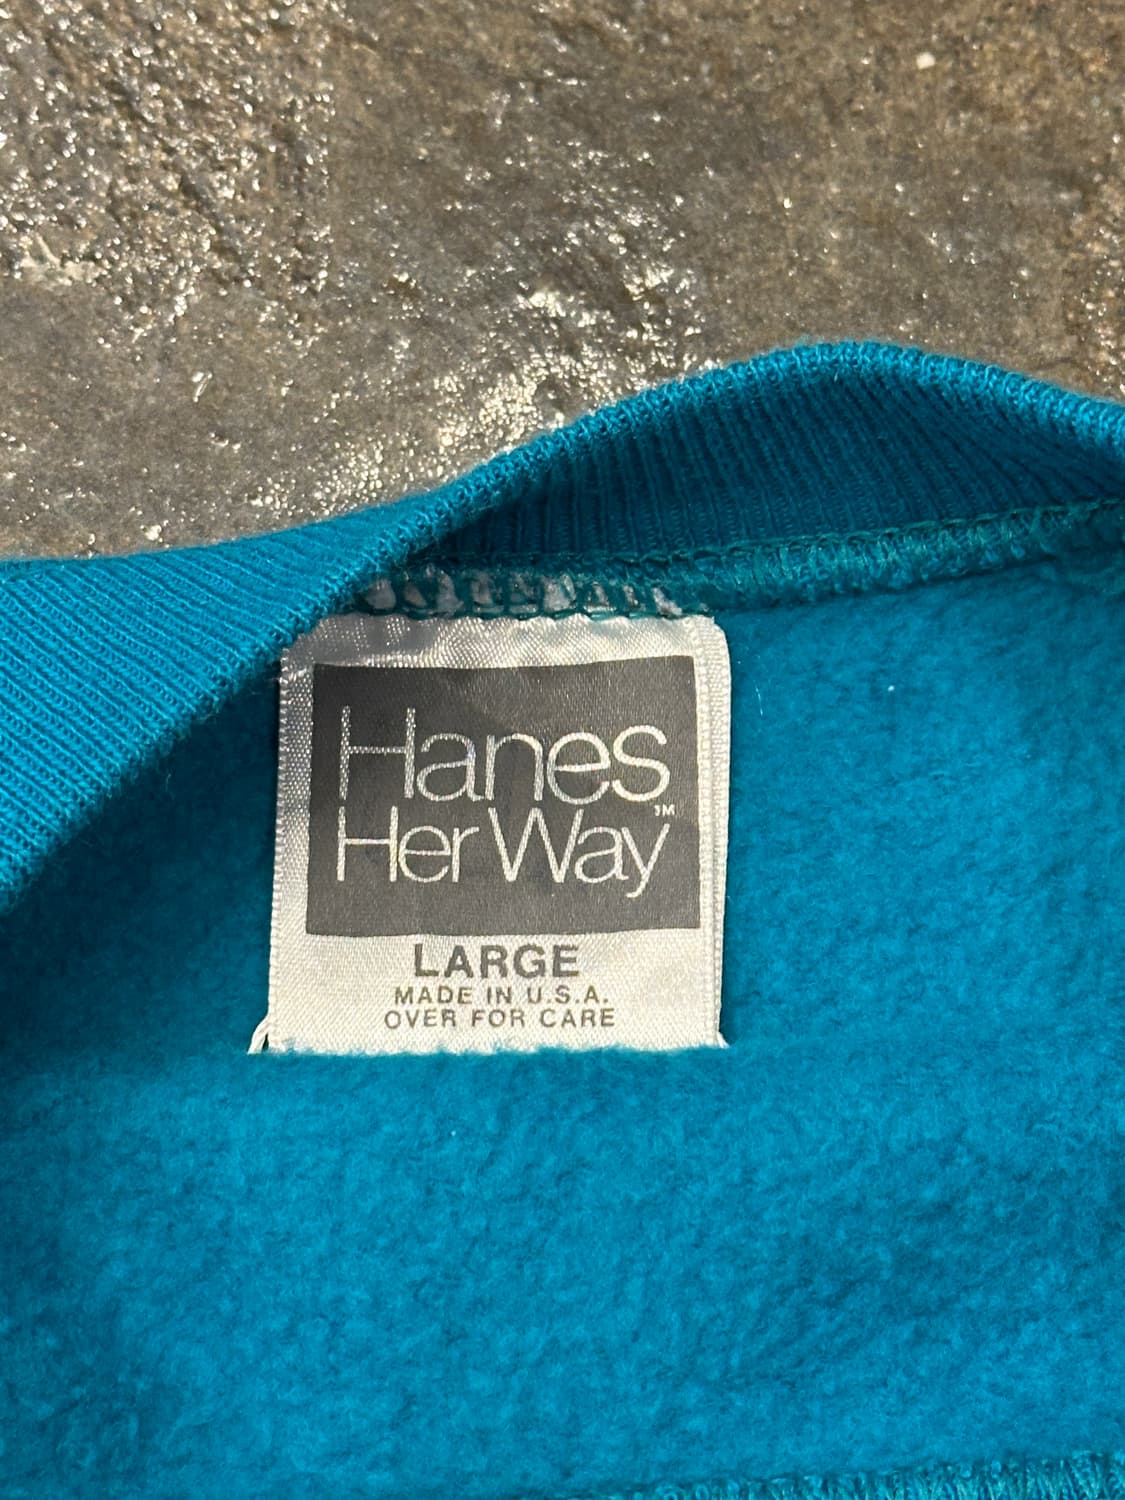 Hanes
Her Way™
LARGE
MADE IN U.S.A.
OVER FOR CARE